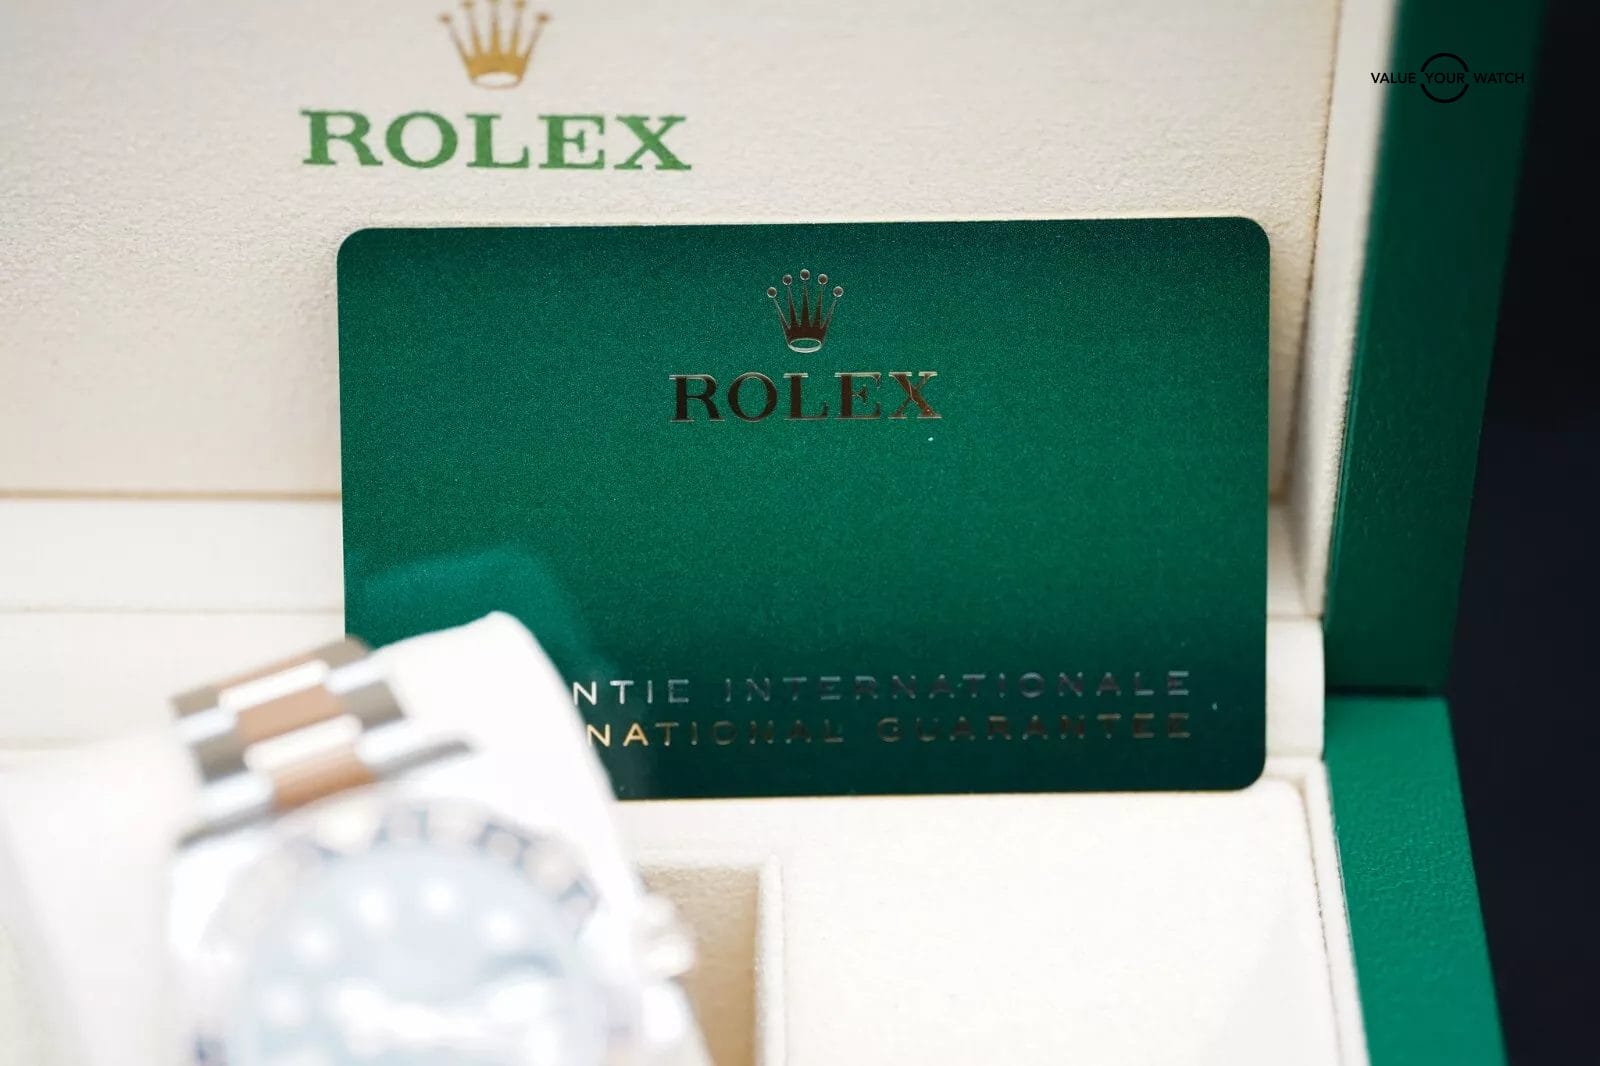 ROLEX
VALUE YOUR WATCH
ROLEX
NTIE INTERNATIONALE
NATIONAL GUARANTEE